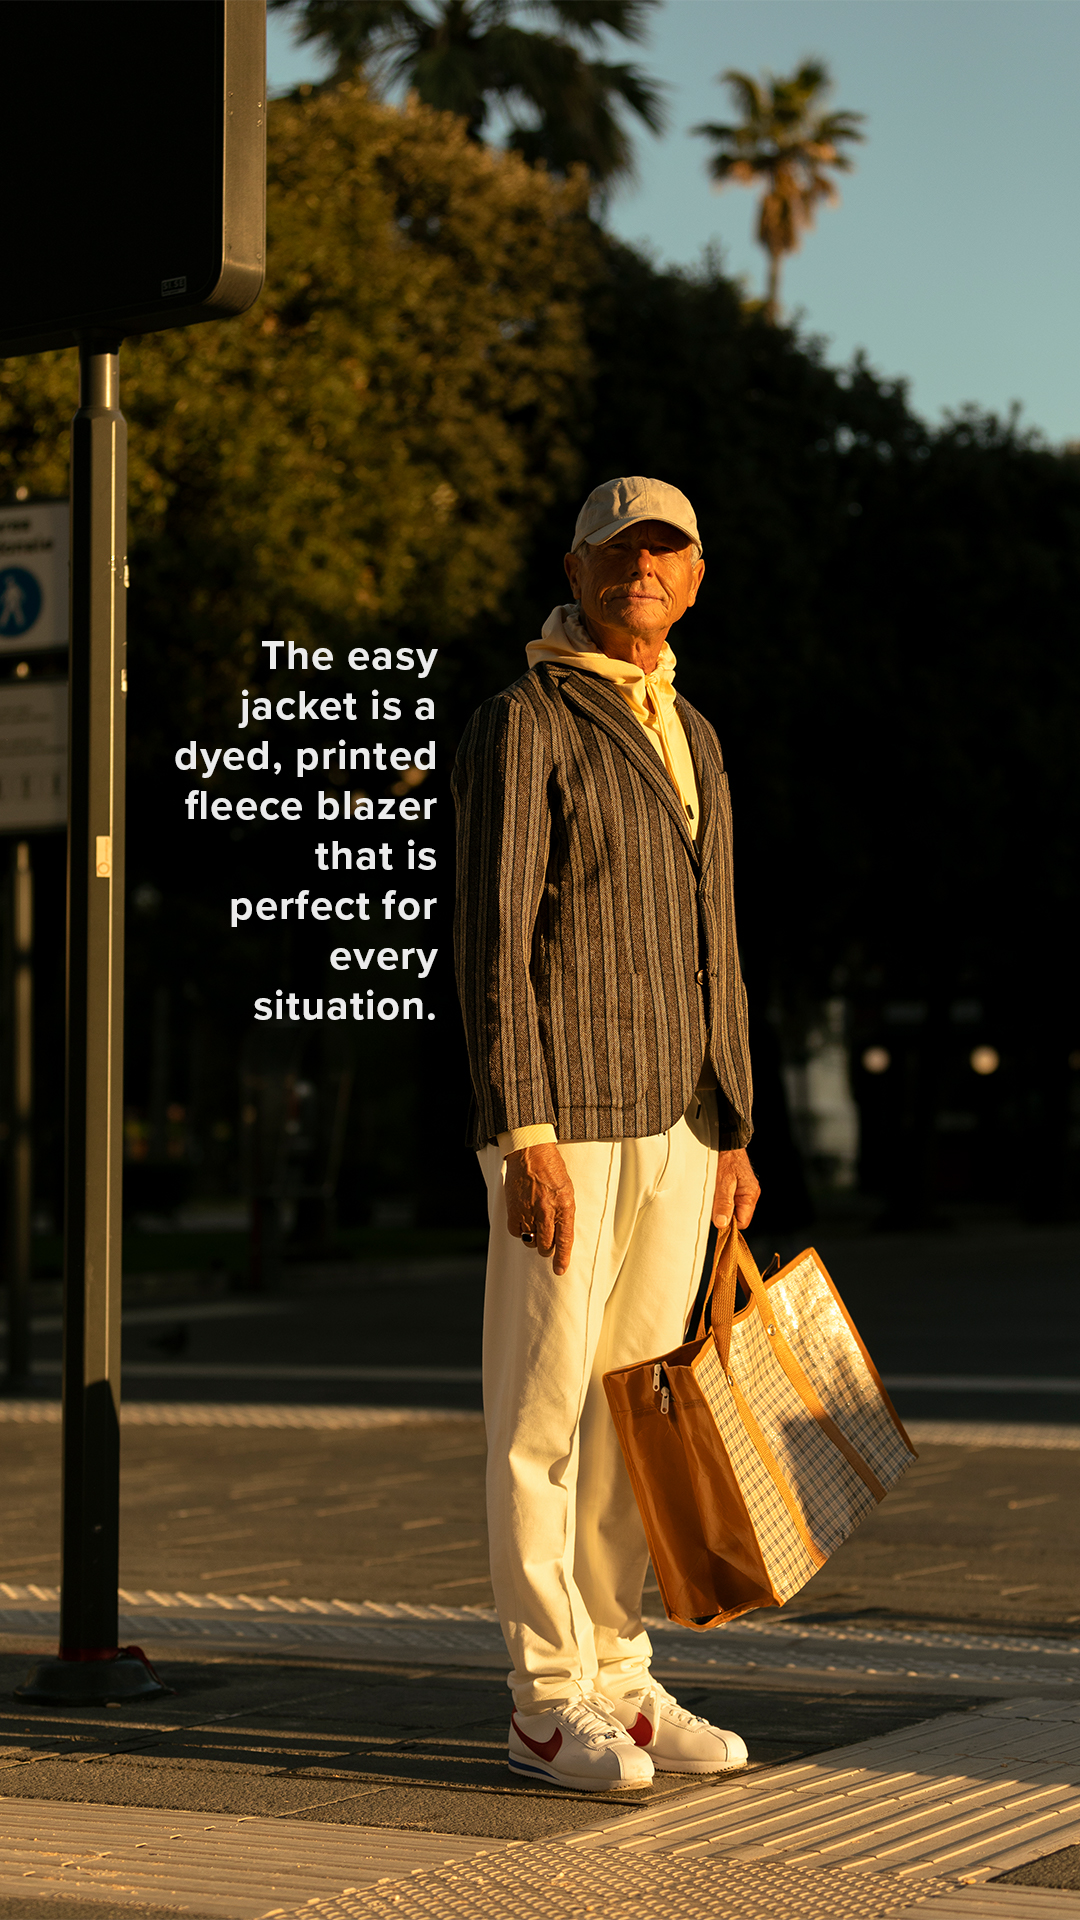 The easy
jacket is a
dyed, printed
fleece blazer
that is
perfect for
every
situation.